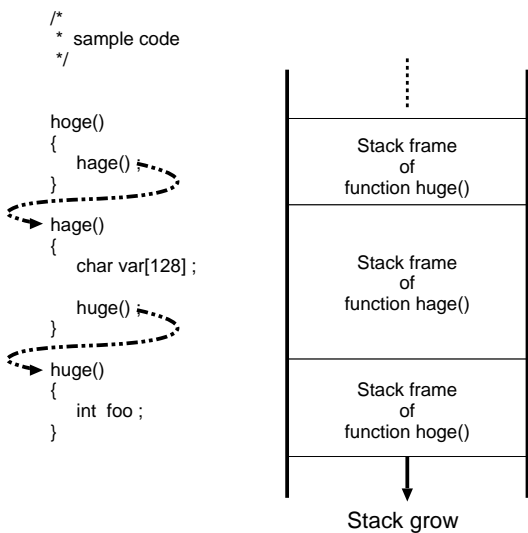 /*
* sample code
*/
hoge()
{
hage() ;
}
hage()
{
char var[128] ;
huge() ;
}
huge()
{
int foo ;
}
Stack frame
of
function huge()
Stack frame
of
function hage()
Stack frame
of
function hoge()
Stack grow